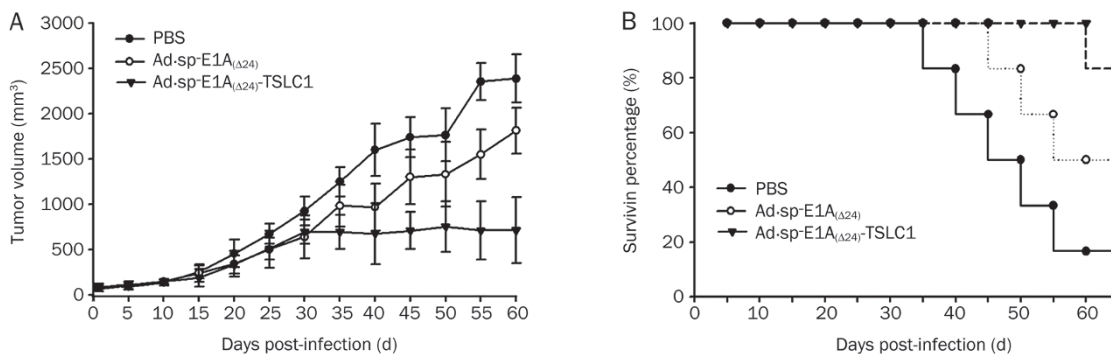 A
Tumor volume (mm³)
3000
2500
2000
1500
1000
500
0
PBS
Ad·sp-E1A(Δ24)
Ad·sp-E1A(Δ24)-TSLC1
0 5 10 15 20 25 30 35 40 45 50 55 60
Days post-infection (d)
B
Survivin percentage (%)
100
80
60
40
20
0
PBS
Ad·sp-E1A(Δ24)
Ad·sp-E1A(Δ24)-TSLC1
0 10 20 30 40 50 60
Days post-infection (d)